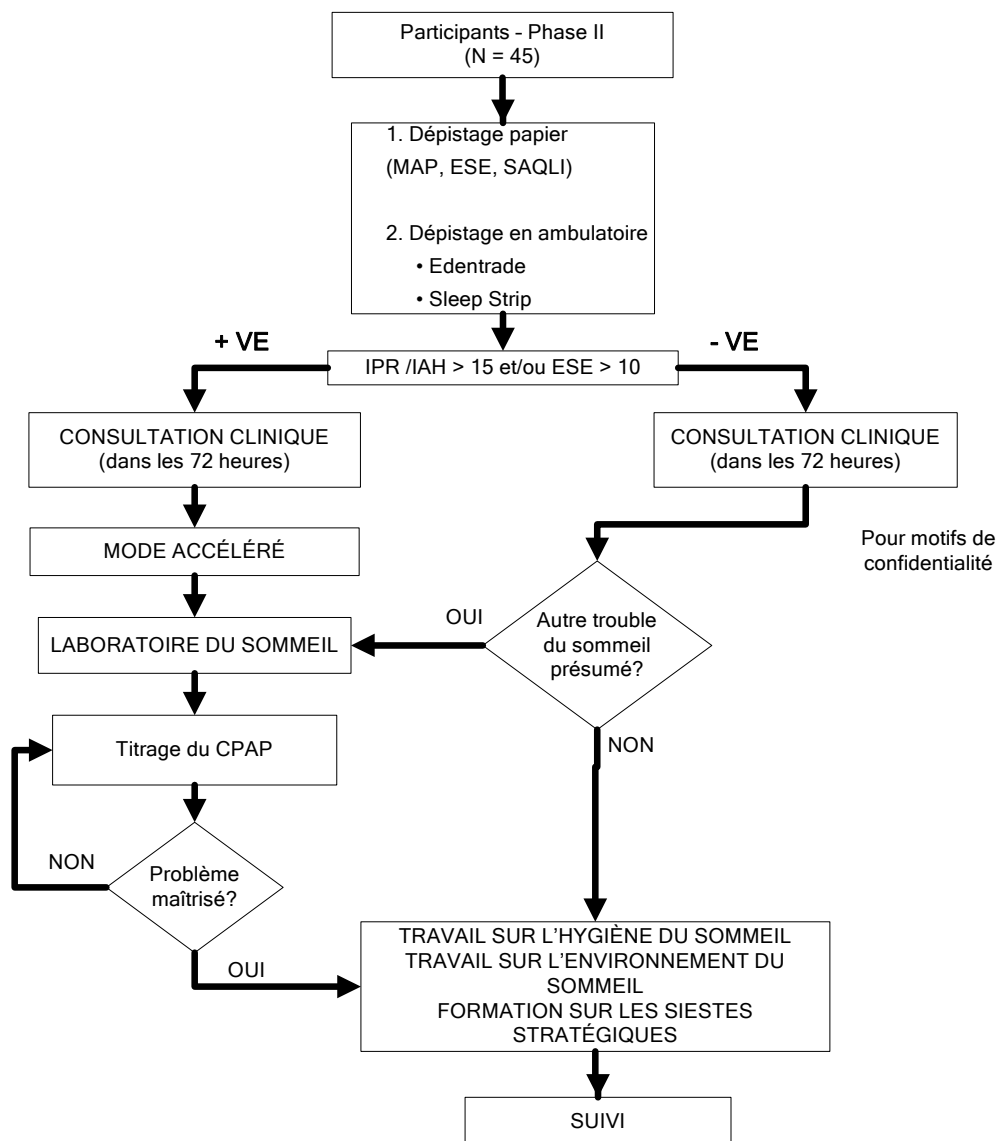 Participants - Phase II
(N = 45)
1. Dépistage papier
(MAP, ESE, SAQLI)
2. Dépistage en ambulatoire
• Edentrade
• Sleep Strip
+ VE
- VE
IPR /IAH > 15 et/ou ESE > 10
CONSULTATION CLINIQUE
(dans les 72 heures)
CONSULTATION CLINIQUE
(dans les 72 heures)
MODE ACCÉLÉRÉ
Pour motifs de
confidentialité
LABORATOIRE DU SOMMEIL
OUI
Autre trouble
du sommeil
présumé?
Titrage du CPAP
NON
NON
Problème
maîtrisé?
OUI
TRAVAIL SUR L'HYGIÈNE DU SOMMEIL
TRAVAIL SUR L'ENVIRONNEMENT DU
SOMMEIL
FORMATION SUR LES SIESTES
STRATÉGIQUES
SUIVI